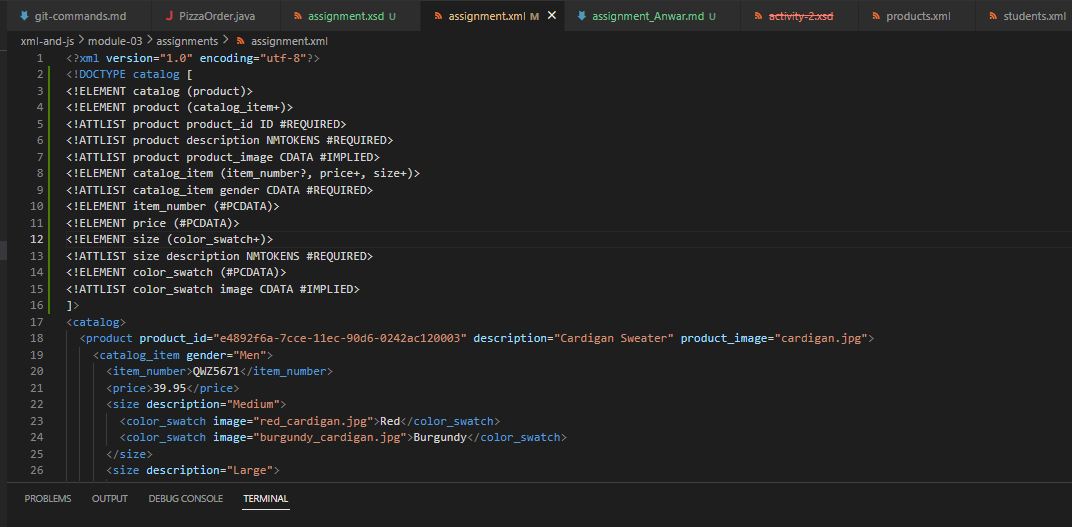 git-commands.md PizzaOrder.java assignment.xsd U assignment.xml M assignment_Anwar.md U activity-2.xsd products.xml students.xml
xml-and-js > module-03 > assignments > assignment.xml
1 <?xml version="1.0" encoding="utf-8"?>
2 <!DOCTYPE catalog [
3 <!ELEMENT catalog (product)>
4 <!ELEMENT product (catalog_item+)>
5 <!ATTLIST product product_id ID #REQUIRED>
6 <!ATTLIST product description NMTOKENS #REQUIRED>
7 <!ATTLIST product product_image CDATA #IMPLIED>
8 <!ELEMENT catalog_item (item_number?, price+, size+)>
9 <!ATTLIST catalog_item gender CDATA #REQUIRED>
10 <!ELEMENT item_number (#PCDATA)>
11 <!ELEMENT price (#PCDATA)>
12 <!ELEMENT size (color_swatch+)>
13 <!ATTLIST size description NMTOKENS #REQUIRED>
14 <!ELEMENT color_swatch (#PCDATA)>
15 <!ATTLIST color_swatch image CDATA #IMPLIED>
16 ]>
17 <catalog>
18 <product product_id="e4892f6a-7cce-11ec-90d6-0242ac120003" description="Cardigan Sweater" product_image="cardigan.jpg">
19 <catalog_item gender="Men">
20 <item_number>QWZ5671</item_number>
21 <price>39.95</price>
22 <size description="Medium">
23 <color_swatch image="red_cardigan.jpg">Red</color_swatch>
24 <color_swatch image="burgundy_cardigan.jpg">Burgundy</color_swatch>
25 </size>
26 <size description="Large">
PROBLEMS OUTPUT DEBUG CONSOLE TERMINAL